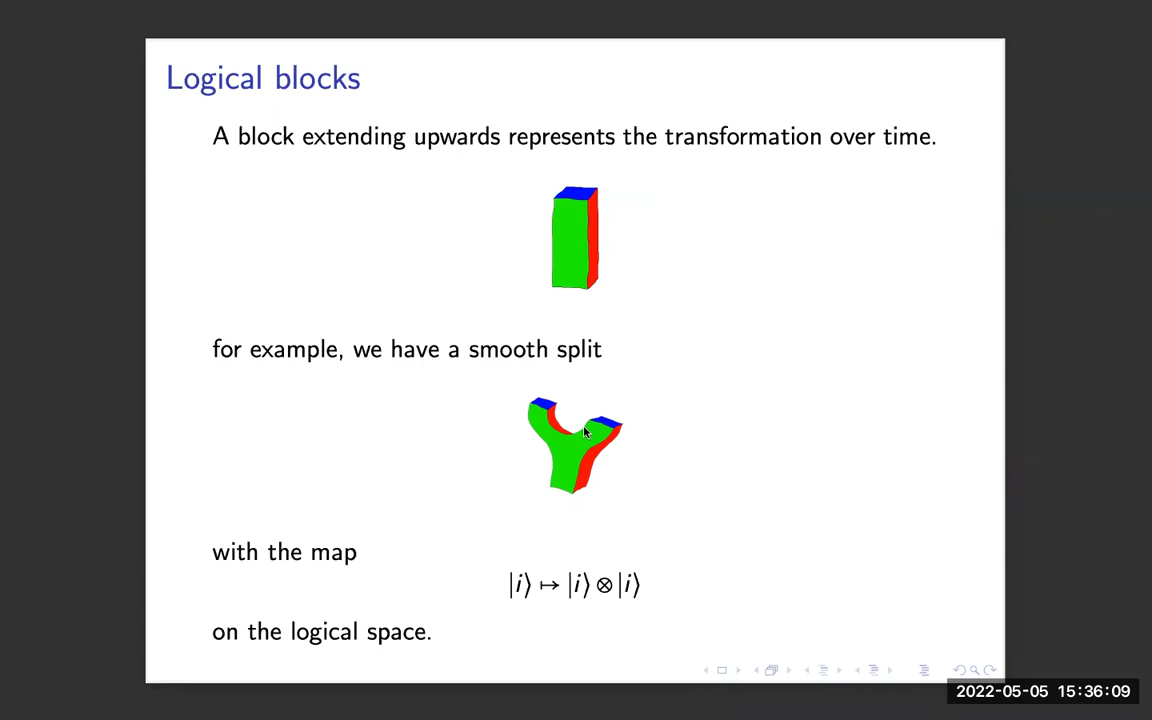 Logical blocks
A block extending upwards represents the transformation over time.
for example, we have a smooth split
with the map
|i⟩ ↦ |i⟩ ⊗ |i⟩
on the logical space.
2022-05-05 15:36:09